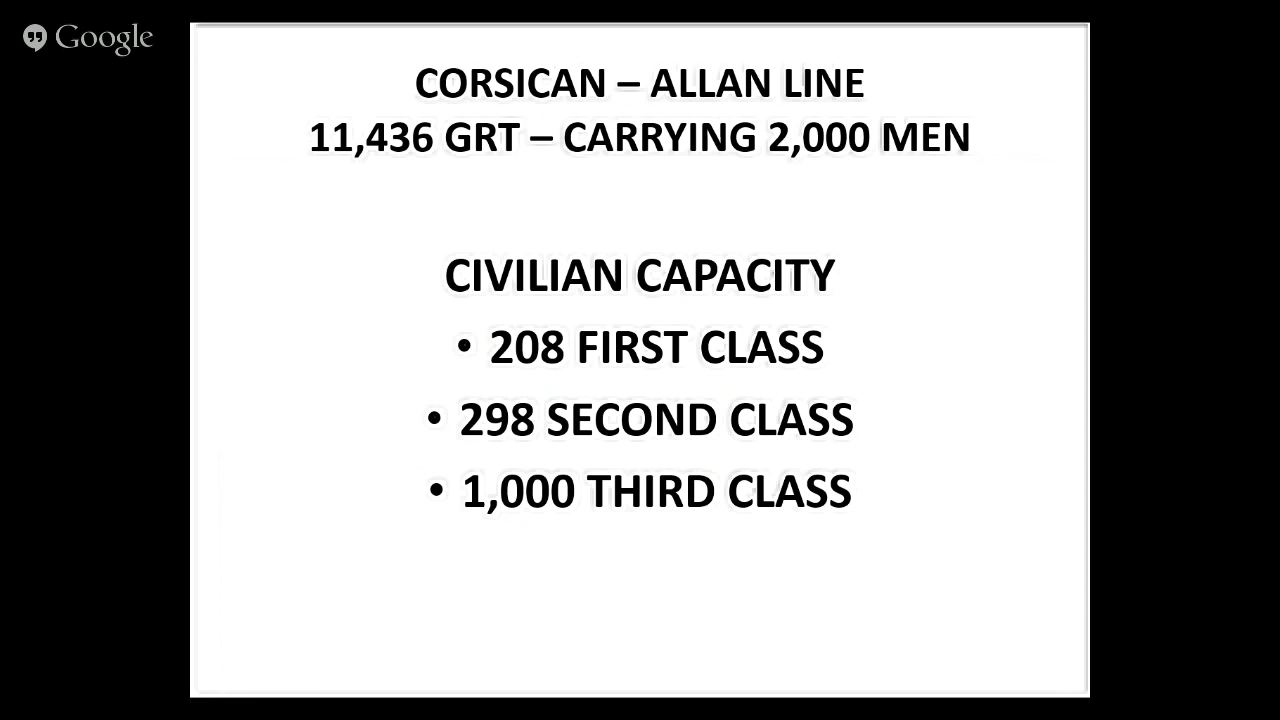 Google
CORSICAN – ALLAN LINE
11,436 GRT – CARRYING 2,000 MEN
CIVILIAN CAPACITY
• 208 FIRST CLASS
• 298 SECOND CLASS
• 1,000 THIRD CLASS